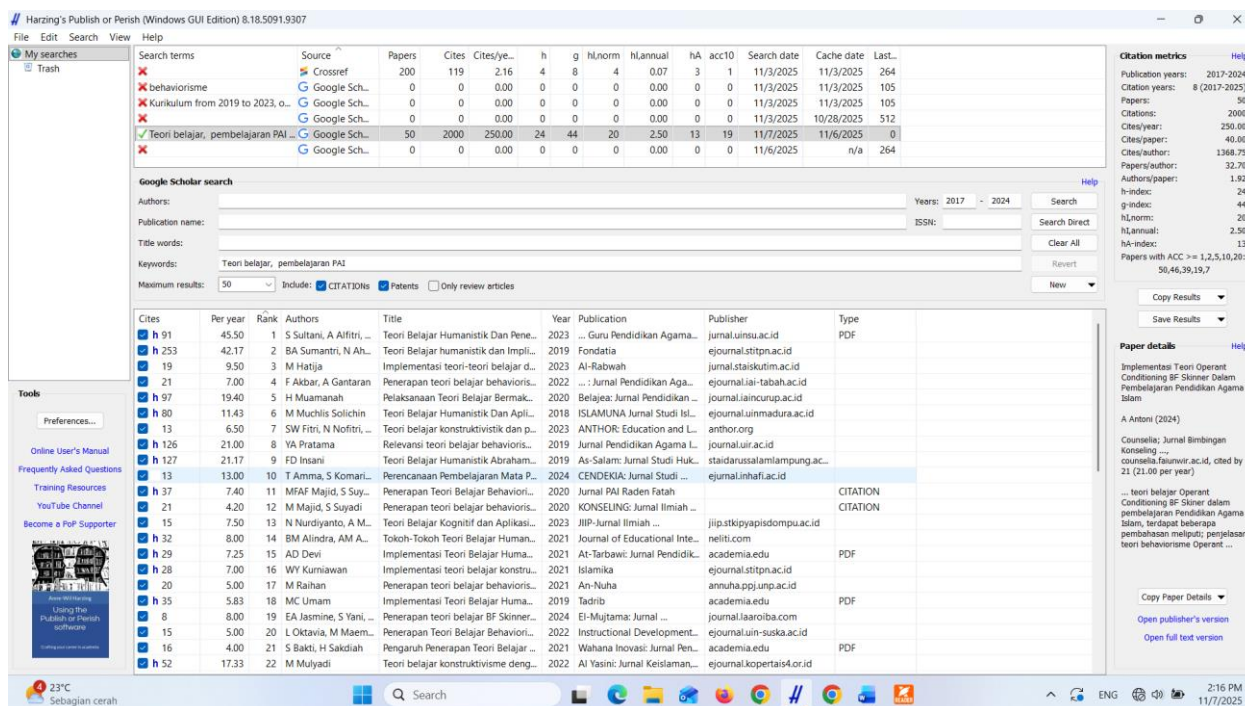 Harzing's Publish or Perish (Windows GUI Edition) 8.18.5091.9307
File Edit Search View Help
My searches
Trash
Search terms Source Papers Cites Cites/ye... h g hI,norm hI,annual hA acc10 Search date Cache date Last...
Crossref 200 119 2.16 4 8 4 0.07 3 1 11/3/2025 11/3/2025 264
behaviorisme Google Sch... 0 0 0.00 0 0 0 0.00 0 0 11/3/2025 11/3/2025 105
Kurikulum from 2019 to 2023, o... Google Sch... 0 0 0.00 0 0 0 0.00 0 0 11/3/2025 11/3/2025 105
Google Sch... 0 0 0.00 0 0 0 0.00 0 0 11/3/2025 10/28/2025 512
Teori belajar, pembelajaran PAI ... Google Sch... 50 2000 250.00 24 44 20 2.50 13 19 11/7/2025 11/6/2025 0
Google Sch... 0 0 0.00 0 0 0 0.00 0 0 11/6/2025 n/a 264
Google Scholar search Help
Authors: Years: 2017 - 2024 Search
Publication name: ISSN: Search Direct
Title words: Clear All
Keywords: Teori belajar, pembelajaran PAI Revert
Maximum results: 50 Include: CITATIONs Patents Only review articles New
Cites Per year Rank Authors Title Year Publication Publisher Type
h 91 45.50 1 S Sultani, A Alfitri, ... Teori Belajar Humanistik Dan Pene... 2023 ... Guru Pendidikan Agama... jurnal.uinsu.ac.id PDF
h 253 42.17 2 BA Sumantri, N Ah... Teori Belajar humanistik dan Impli... 2019 Fondatia ejournal.stitpn.ac.id
19 9.50 3 M Hatija Implementasi teori-teori belajar d... 2023 Al-Rabwah jurnal.staiskutim.ac.id
21 7.00 4 F Akbar, A Gantaran Penerapan teori belajar behavioris... 2022 ... : Jurnal Pendidikan Aga... ejournal.iai-tabah.ac.id
h 97 19.40 5 H Muamanah Pelaksanaan Teori Belajar Bermak... 2020 Belajea: Jurnal Pendidikan ... journal.iaincurup.ac.id
h 80 11.43 6 M Muchlis Solichin Teori Belajar Humanistik Dan Apli... 2018 ISLAMUNA Jurnal Studi Isl... ejournal.uinmadura.ac.id
13 6.50 7 SW Fitri, N Nofitri, ... Teori belajar konstruktivistik dan p... 2023 ANTHOR: Education and L... anthor.org
h 126 21.00 8 YA Pratama Relevansi teori belajar behavioris... 2019 Jurnal Pendidikan Agama I... journal.uir.ac.id
h 127 21.17 9 FD Insani Teori Belajar Humanistik Abraham... 2019 As-Salam: Jurnal Studi Huk... staidarussalamlampung.ac...
13 13.00 10 T Amma, S Komari... Perencanaan Pembelajaran Mata P... 2024 CENDEKIA: Jurnal Studi ... ejurnal.inhafi.ac.id
h 37 7.40 11 MFAF Majid, S Suy... Penerapan Teori Belajar Behaviori... 2020 Jurnal PAI Raden Fatah CITATION
21 4.20 12 M Majid, S Suyadi Penerapan Teori Belajar Behaviori... 2020 KONSELING: Jurnal Ilmiah ... CITATION
15 7.50 13 N Nurdiyanto, A M... Teori Belajar Kognitif dan Aplikasi... 2023 JIIP-Jurnal Ilmiah ... jiip.stkipyapisdompu.ac.id
h 32 8.00 14 BM Alindra, AM A... Tokoh-Tokoh Teori Belajar Human... 2021 Journal of Educational Inte... neliti.com
h 29 7.25 15 AD Devi Implementasi Teori Belajar Huma... 2021 At-Tarbawi: Jurnal Pendidik... academia.edu PDF
h 28 7.00 16 WY Kurniawan Implementasi teori belajar konstru... 2021 Islamika ejournal.stitpn.ac.id
20 5.00 17 M Raihan Penerapan teori belajar behavioris... 2021 An-Nuha annuha.ppj.unp.ac.id
h 35 5.83 18 MC Umam Implementasi Teori Belajar Huma... 2019 Tadrib academia.edu PDF
8 8.00 19 EA Jasmine, S Yani, ... Penerapan Teori belajar BF Skinner... 2024 El-Mujtama: Jurnal ... journal.laaroiba.com
15 5.00 20 L Oktavia, M Maem... Penerapan Teori Belajar Behaviori... 2022 Instructional Development... ejournal.uin-suska.ac.id
16 4.00 21 S Bakti, H Sakdiah Pengaruh Penerapan Teori Belajar ... 2021 Wahana Inovasi: Jurnal Pen... academia.edu PDF
h 52 17.33 22 M Mulyadi Teori belajar konstruktivisme deng... 2022 Al Yasini: Jurnal Keislaman,... ejournal.kopertais4.or.id
Tools
Preferences...
Online User's Manual
Frequently Asked Questions
Training Resources
YouTube Channel
Become a PoP Supporter
Anne-Wil Harzing
Using the
Publish or Perish
software
Citation metrics Help
Publication years: 2017-2024
Citation years: 8 (2017-2025)
Papers: 50
Citations: 2000
Cites/year: 250.00
Cites/paper: 40.00
Cites/author: 1368.75
Papers/author: 32.70
Authors/paper: 1.92
h-index: 24
g-index: 44
hI,norm: 20
hI,annual: 2.50
hA-index: 13
Papers with ACC >= 1,2,5,10,20:
50,46,39,19,7
Copy Results
Save Results
Paper details Help
Implementasi Teori Operant
Conditioning BF Skinner Dalam
Pembelajaran Pendidikan Agama
Islam
A Antoni (2024)
Counselia; Jurnal Bimbingan
Konseling ...,
counselia.faiunwir.ac.id, cited by
21 (21.00 per year)
... teori belajar Operant
Conditioning BF Skiner dalam
pembelajaran Pendidikan Agama
Islam, terdapat beberapa
pembahasan meliputi; penjelasan
teori behaviorisme Operant ...
Copy Paper Details
Open publisher's version
Open full text version
4
23°C
Sebagian cerah
Search
ENG
2:16 PM
11/7/2025